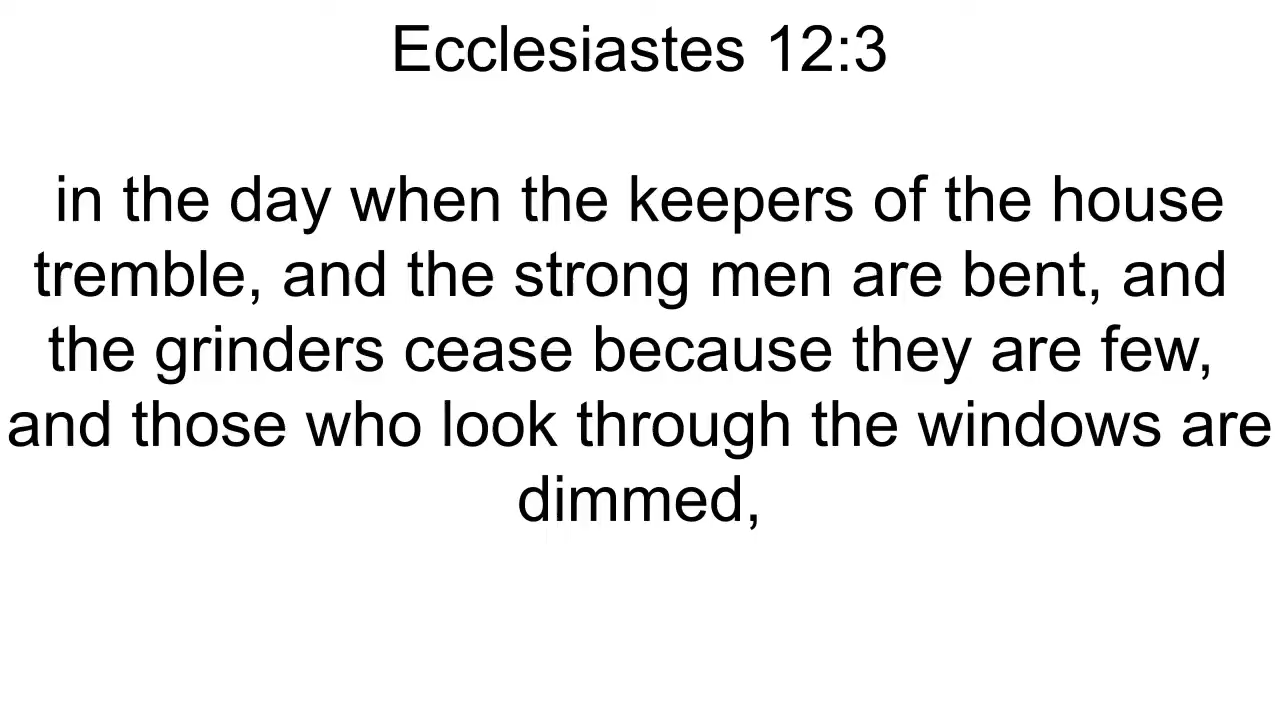 Ecclesiastes 12:3
in the day when the keepers of the house
tremble, and the strong men are bent, and
the grinders cease because they are few,
and those who look through the windows are
dimmed,